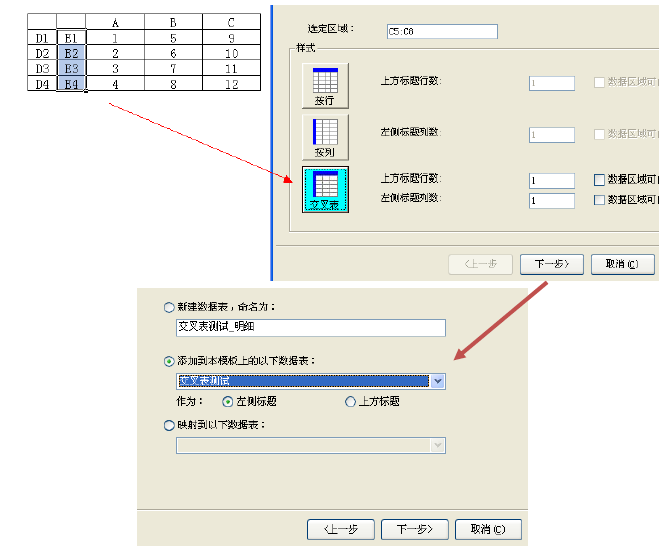 A B C
D1 E1 1 5 9
D2 E2 2 6 10
D3 E3 3 7 11
D4 E4 4 8 12
选定区域： C5:C8
样式
按行 上方标题行数： 1 数据区域可
按列 左侧标题列数： 1 数据区域可
交叉表 上方标题行数： 1 数据区域可
左侧标题列数： 1 数据区域可
<上一步 下一步> 取消(C)
新建数据表，命名为：
交叉表测试_明细
添加到本模板上的以下数据表：
交叉表测试
作为： 左侧标题 上方标题
映射到以下数据表：
<上一步 下一步> 取消(C)